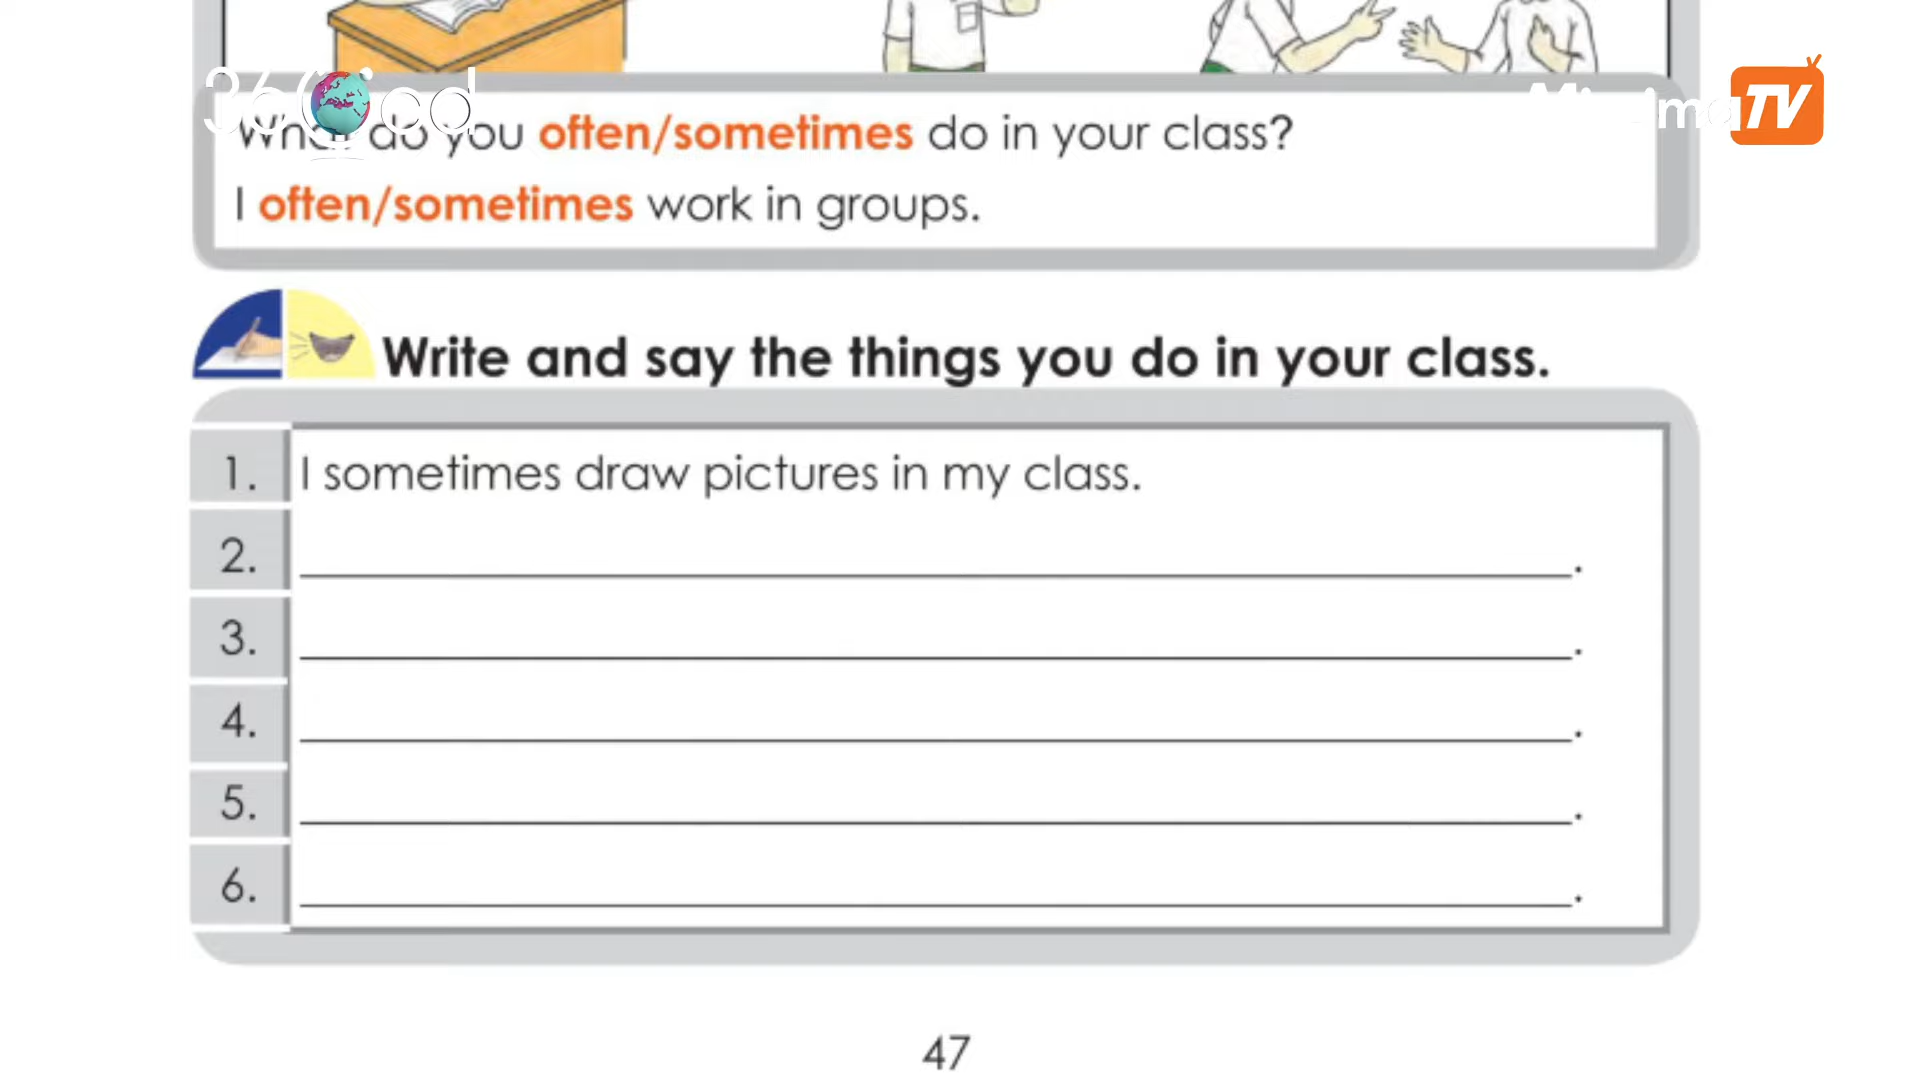 What do you often/sometimes do in your class?
I often/sometimes work in groups.
Write and say the things you do in your class.
1. I sometimes draw pictures in my class.
2. .
3. .
4. .
5. .
6. .
47
TV